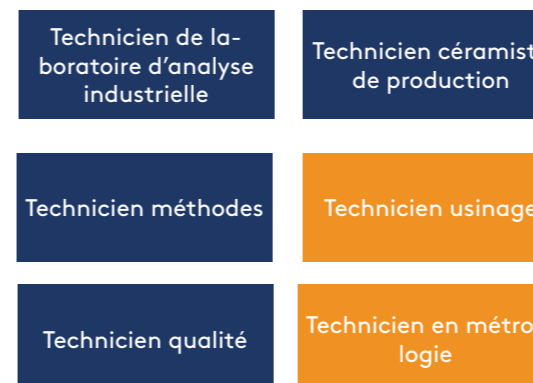 Technicien de la-
boratoire d'analyse
industrielle
Technicien céramist
de production
Technicien méthodes
Technicien usinage
Technicien qualité
Technicien en métro
logie